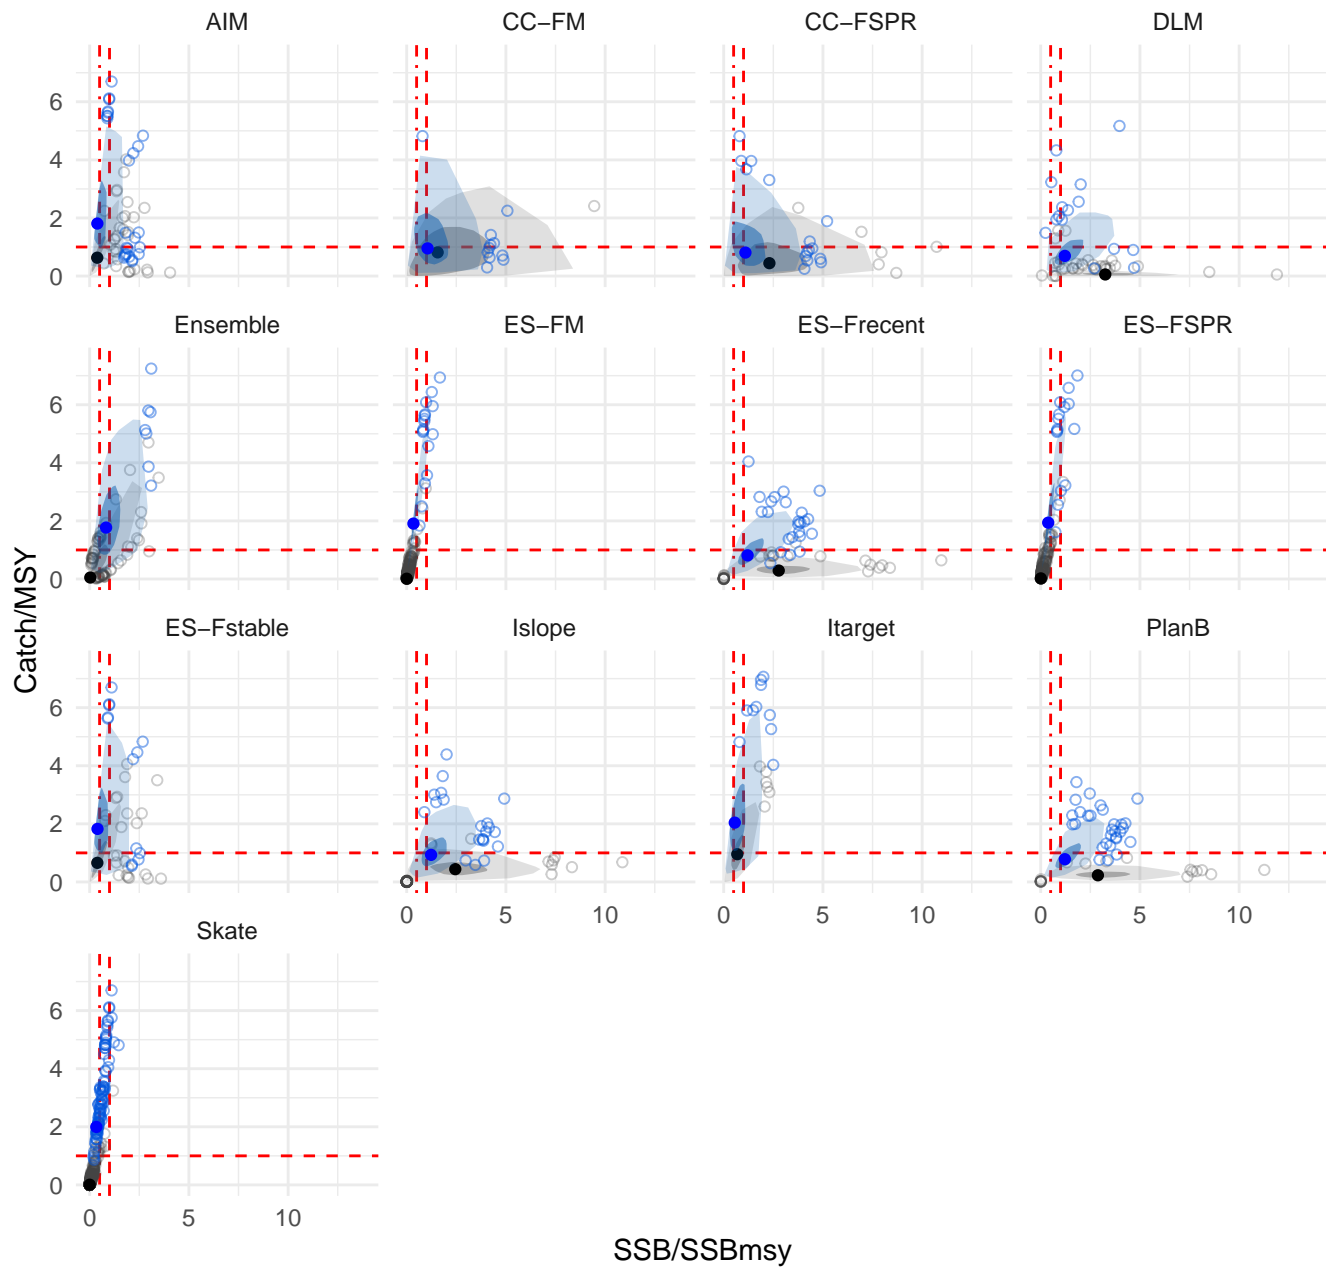 AIM CC−FM CC−FSPR DLM
6
4
2
0
Ensemble ES−FM ES−Frecent ES−FSPR
6
4
2
0
ES−Fstable Islope Itarget PlanB
6
4
2
0
0 5 10 0 5 10 0 5 10
Skate
6
4
2
0
0 5 10
Catch/MSY
SSB/SSBmsy